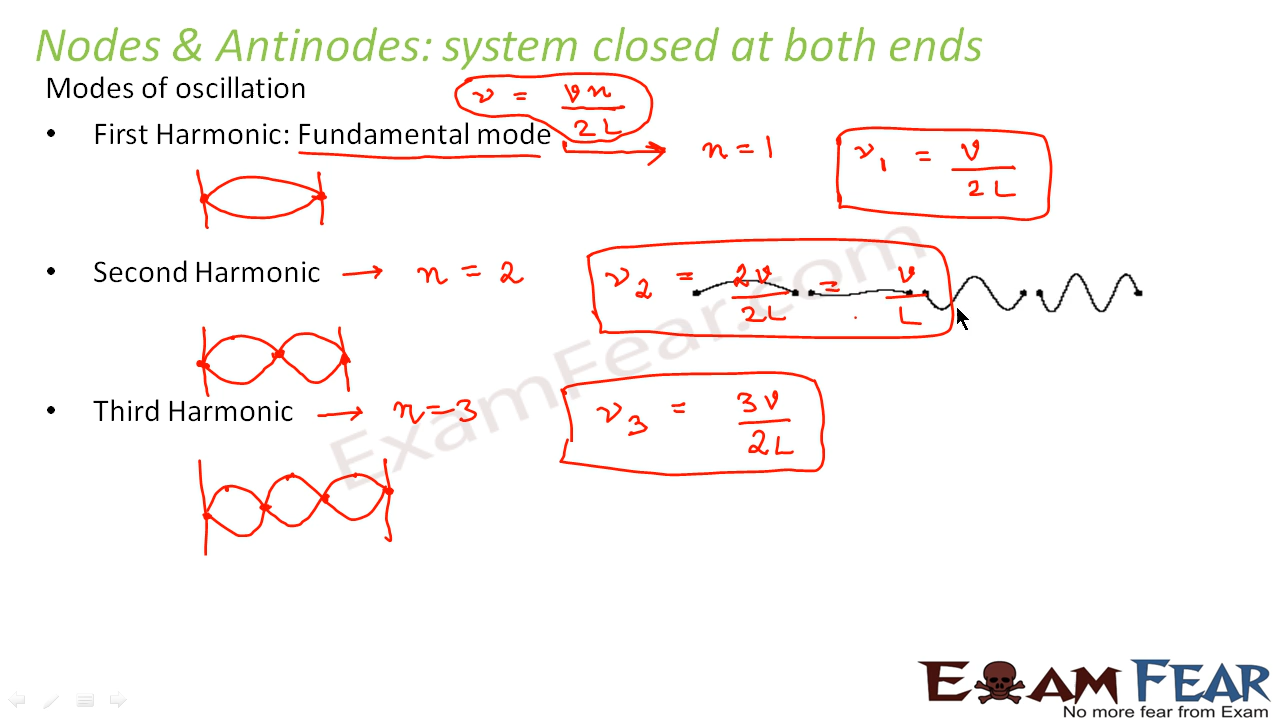 Nodes & Antinodes: system closed at both ends
Modes of oscillation
ν = vn / 2L
• First Harmonic: Fundamental mode → n = 1 ν₁ = v / 2L
• Second Harmonic → n = 2 ν₂ = 2v / 2L = v / L
• Third Harmonic → n = 3 ν₃ = 3v / 2L
ExamFear.com
EXAM FEAR
No more fear from Exam